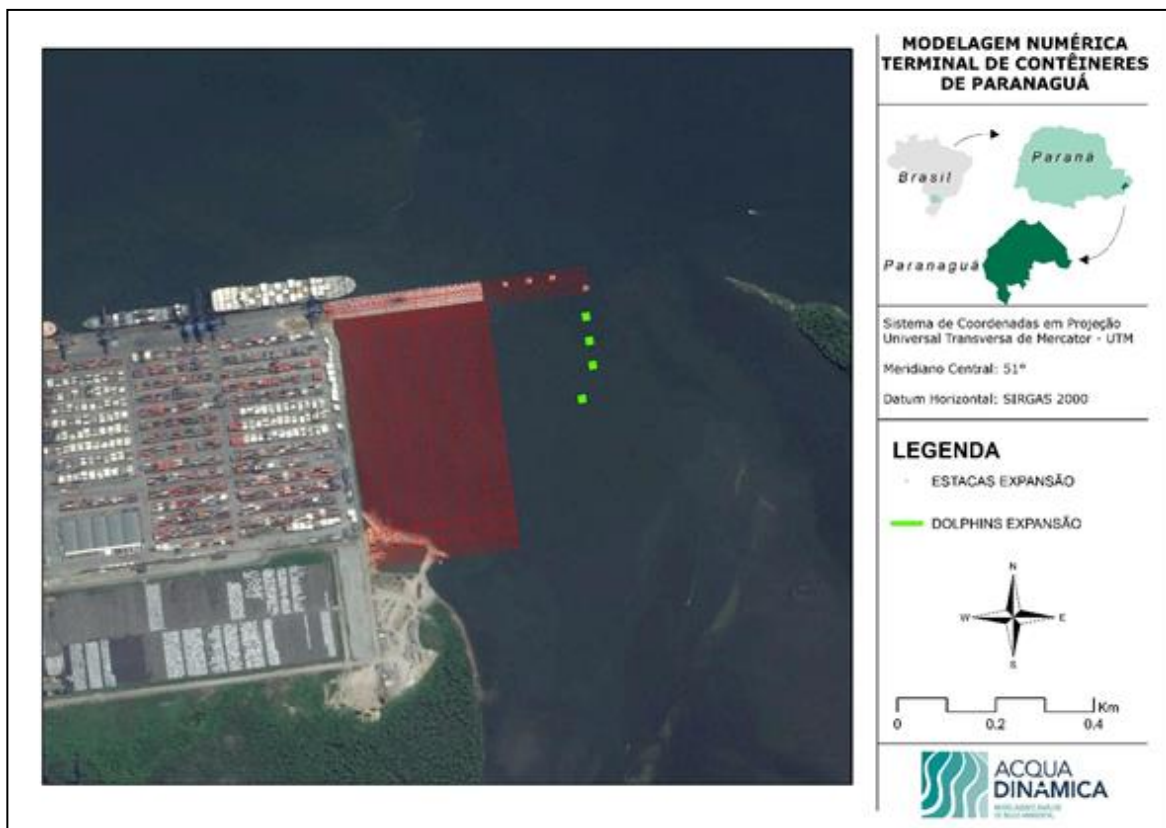 MODELAGEM NUMÉRICA
TERMINAL DE CONTÊINERES
DE PARANAGUÁ
Brasil
Paraná
Paranaguá
Sistema de Coordenadas em Projeção
Universal Transversa de Mercator - UTM
Meridiano Central: 51°
Datum Horizontal: SIRGAS 2000
LEGENDA
ESTACAS EXPANSÃO
DOLPHINS EXPANSÃO
N
W
E
S
Km
0
0.2
0.4
ACQUA
DINAMICA